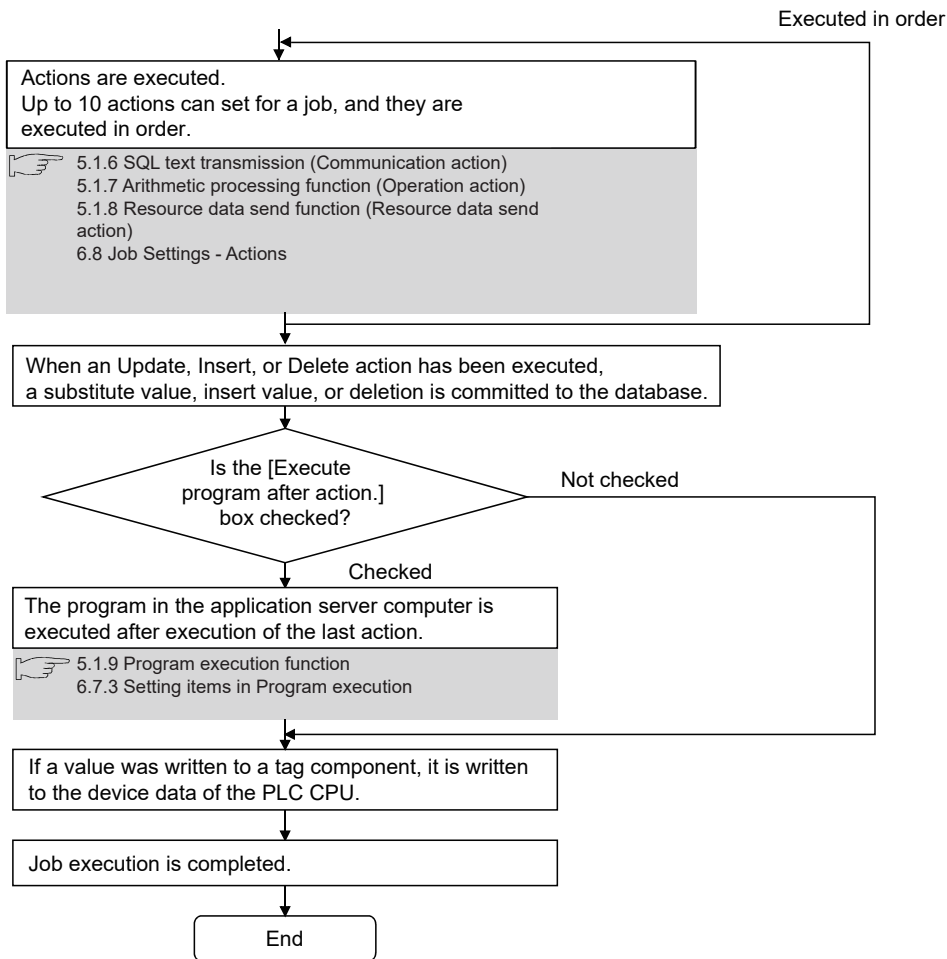 Executed in order
Actions are executed.
Up to 10 actions can set for a job, and they are
executed in order.
5.1.6 SQL text transmission (Communication action)
5.1.7 Arithmetic processing function (Operation action)
5.1.8 Resource data send function (Resource data send
action)
6.8 Job Settings - Actions
When an Update, Insert, or Delete action has been executed,
a substitute value, insert value, or deletion is committed to the database.
Is the [Execute
program after action.]
box checked?
Not checked
Checked
The program in the application server computer is
executed after execution of the last action.
5.1.9 Program execution function
6.7.3 Setting items in Program execution
If a value was written to a tag component, it is written
to the device data of the PLC CPU.
Job execution is completed.
End